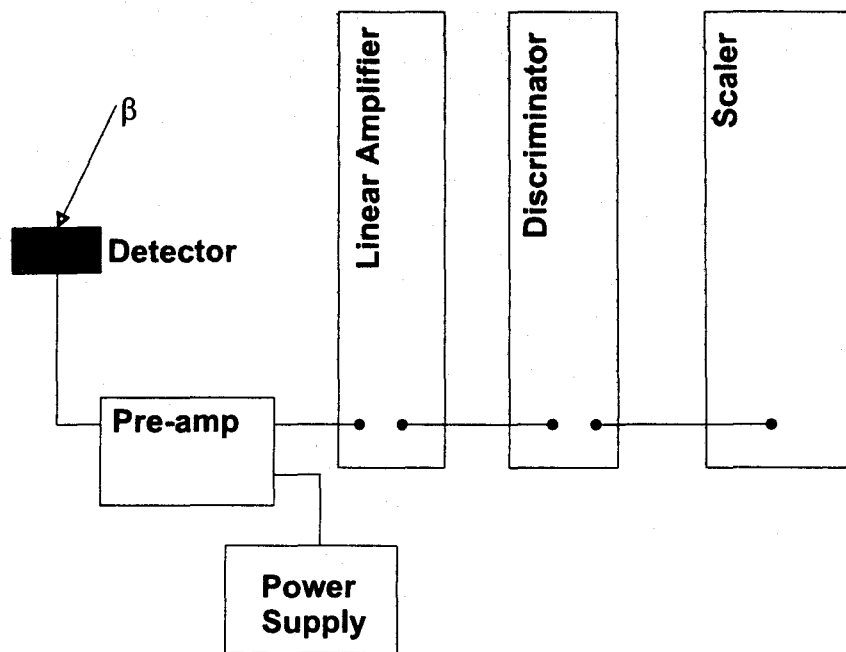 β
Detector
Pre-amp
Power
Supply
Linear Amplifier
Discriminator
Scaler